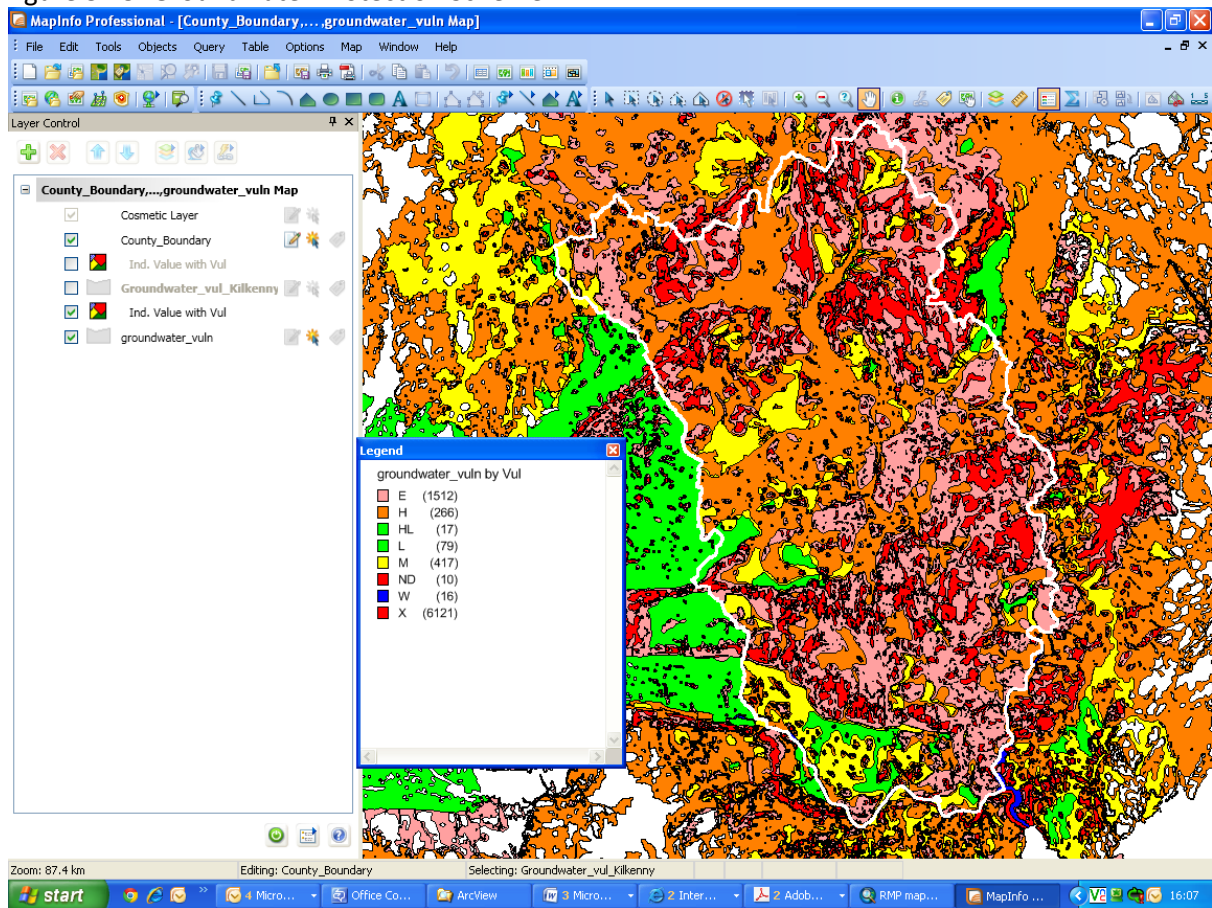 MapInfo Professional - [County_Boundary,...,groundwater_vuln Map]
File Edit Tools Objects Query Table Options Map Window Help
Layer Control
County_Boundary,...,groundwater_vuln Map
Cosmetic Layer
County_Boundary
Ind. Value with Vul
Groundwater_vul_Kilkenny
Ind. Value with Vul
groundwater_vuln
Legend
groundwater_vuln by Vul
E (1512)
H (266)
HL (17)
L (79)
M (417)
ND (10)
W (16)
X (6121)
Zoom: 87.4 km Editing: County_Boundary Selecting: Groundwater_vul_Kilkenny
start 4 Micro... Office Co... ArcView 3 Micro... 2 Inter... 2 Adob... RMP map... MapInfo ... 16:07